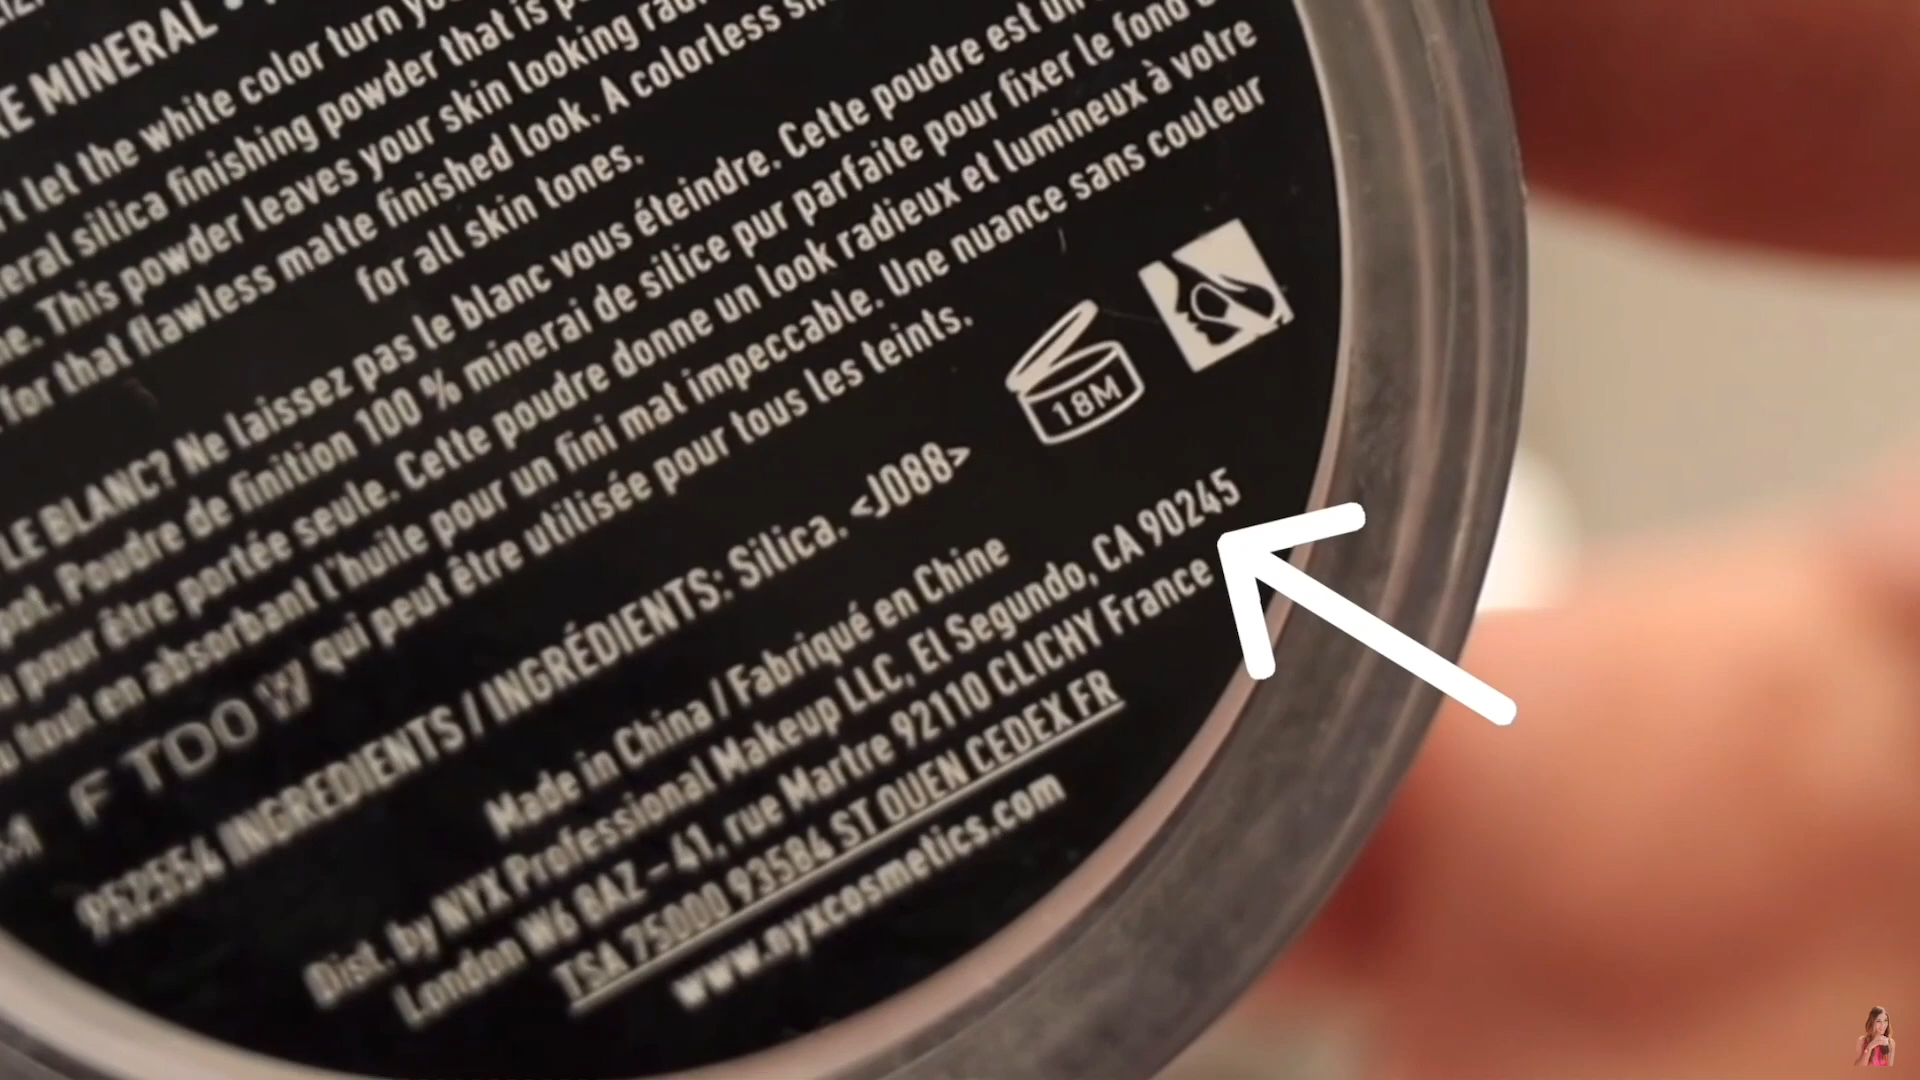 RE MINERAL •
't let the white color turn
eral silica finishing powder that is
ne. This powder leaves your skin looking
for that flawless matte finished look. A colorless
for all skin tones.
LE BLANC? Ne laissez pas le blanc vous éteindre. Cette poudre est un
pot. Poudre de finition 100 % minerai de silice pur parfaite pour fixer le fond
pour être portée seule. Cette poudre donne un look radieux et lumineux à votre
tout en absorbant l'huile pour un fini mat impeccable. Une nuance sans couleur
qui peut être utilisée pour tous les teints.
F TDO W
18M
952554 INGREDIENTS / INGRÉDIENTS: Silica. <J088>
Made in China / Fabriqué en Chine
Dist. by NYX Professional Makeup LLC, El Segundo, CA 90245
London W6 8AZ – 41, rue Martre 92110 CLICHY France
TSA 75000 93584 ST OUEN CEDEX FR
www.nyxcosmetics.com